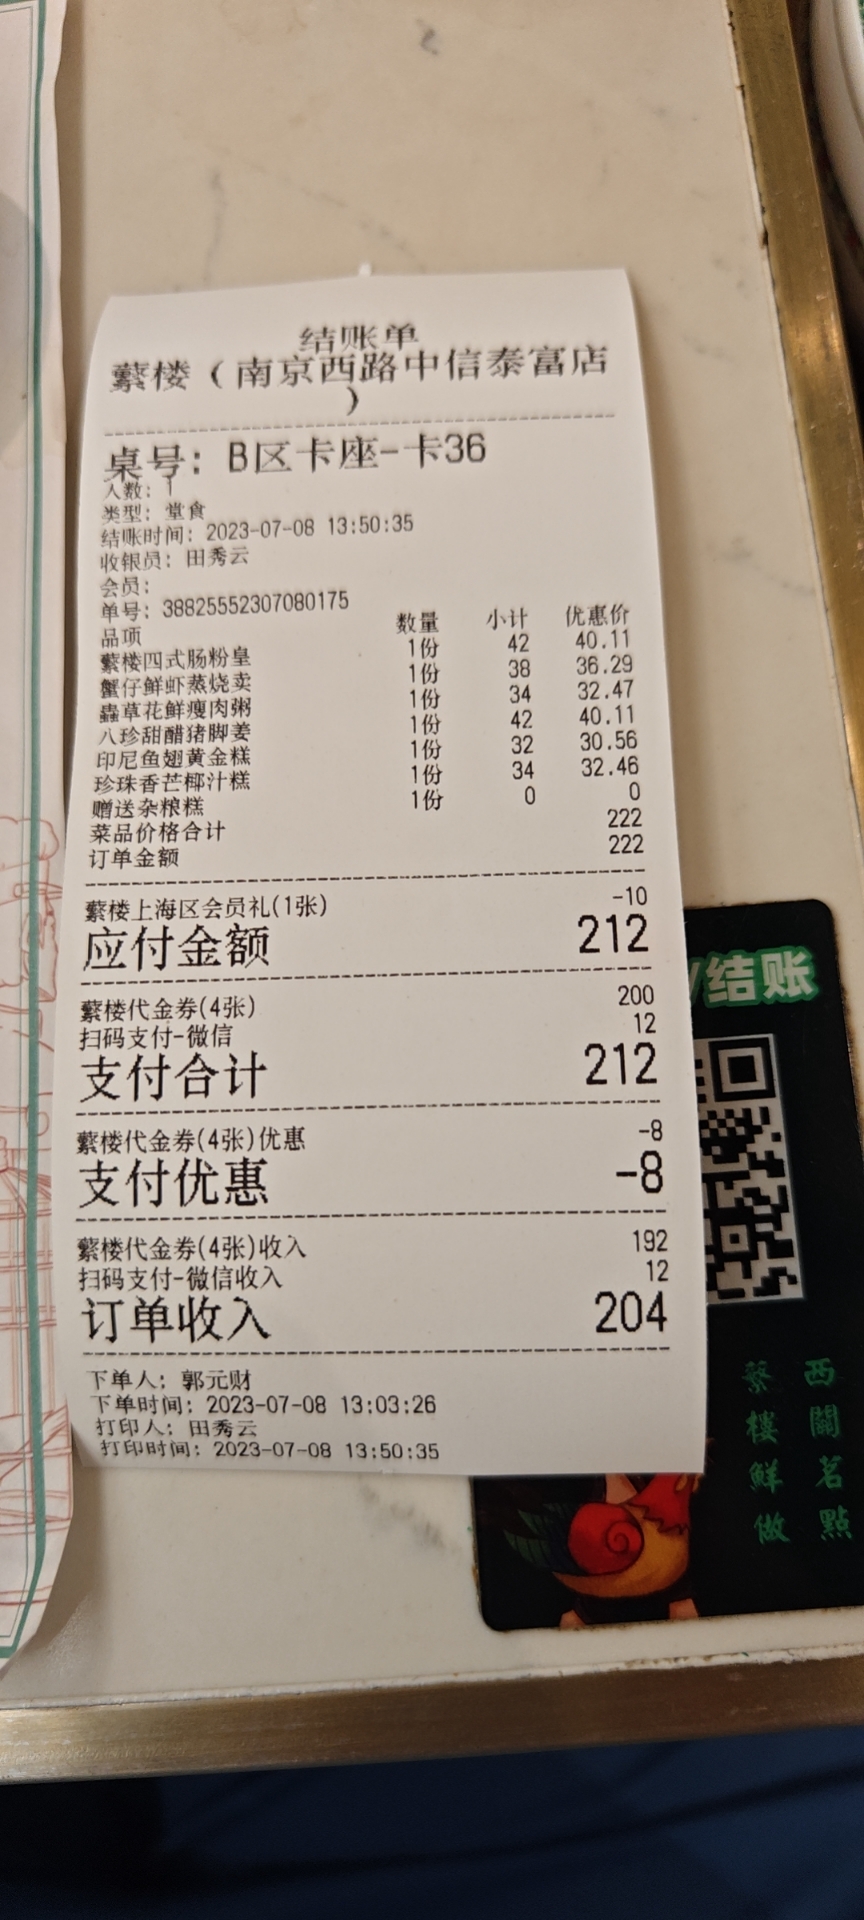 结账单
蘩楼（南京西路中信泰富店
）
桌号: B区卡座-卡36
人数: 1
类型: 堂食
结账时间: 2023-07-08 13:50:35
收银员: 田秀云
会员:
单号: 38825552307080175
品项 数量 小计 优惠价
蘩楼四式肠粉皇 1份 42 40.11
蟹仔鲜虾蒸烧卖 1份 38 36.29
蟲草花鲜瘦肉粥 1份 34 32.47
八珍甜醋猪脚姜 1份 42 40.11
印尼鱼翅黄金糕 1份 32 30.56
珍珠香芒椰汁糕 1份 34 32.46
赠送杂粮糕 1份 0 0
菜品价格合计 222
订单金额 222
蘩楼上海区会员礼(1张) -10
应付金额 212
蘩楼代金券(4张) 200
扫码支付-微信 12
支付合计 212
蘩楼代金券(4张)优惠 -8
支付优惠 -8
蘩楼代金券(4张)收入 192
扫码支付-微信收入 12
订单收入 204
下单人: 郭元财
下单时间: 2023-07-08 13:03:26
打印人: 田秀云
打印时间: 2023-07-08 13:50:35
/结账
西關茗點
蘩樓鮮做